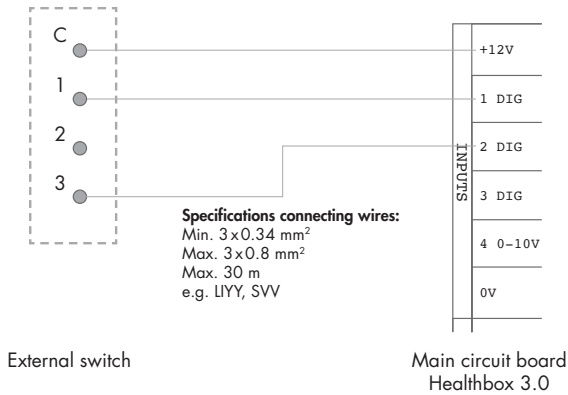 C
1
2
3
External switch
Specifications connecting wires:
Min. 3x0.34 mm²
Max. 3x0.8 mm²
Max. 30 m
e.g. LIYY, SVV
INPUTS
+12V
1 DIG
2 DIG
3 DIG
4 0-10V
0V
Main circuit board
Healthbox 3.0